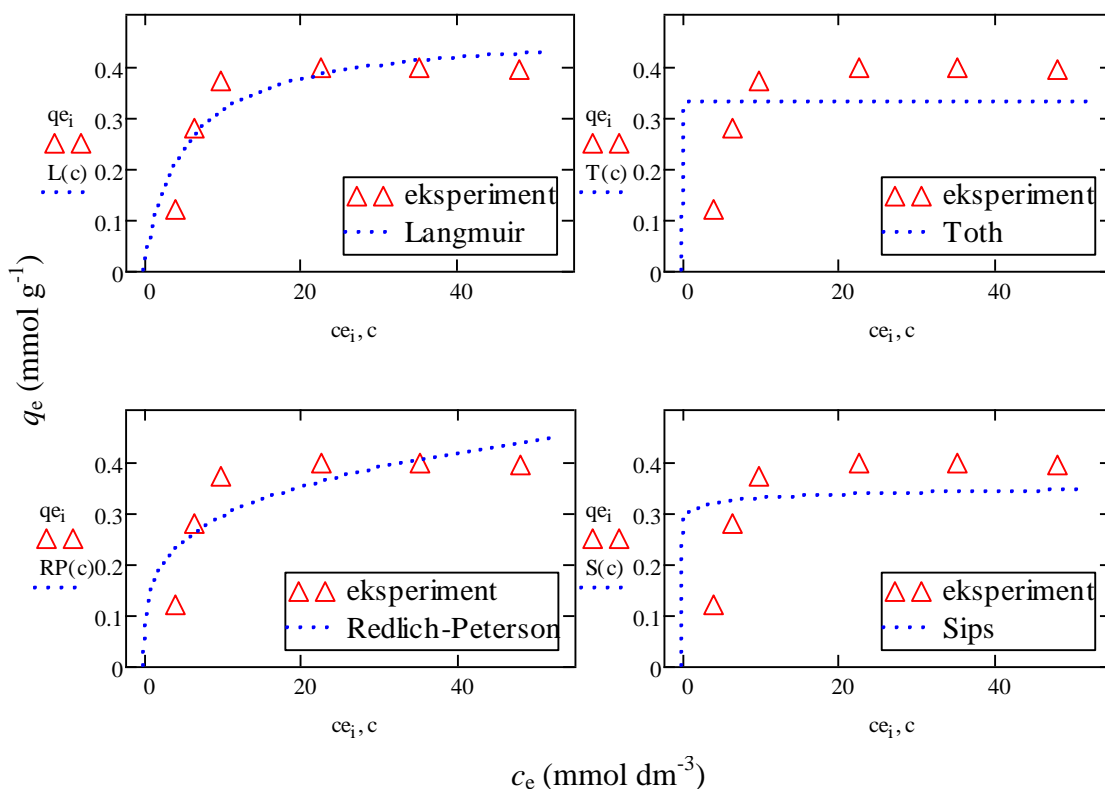 0.4
qe_i
0.3
0.2
L(c)
0.1
0
eksperiment
Langmuir
0 20 40
ce_i, c
0.4
qe_i
0.3
0.2
T(c)
0.1
0
eksperiment
Toth
0 20 40
ce_i, c
q_e (mmol g^-1)
0.4
qe_i
0.3
0.2
RP(c)
0.1
0
eksperiment
Redlich-Peterson
0 20 40
ce_i, c
0.4
qe_i
0.3
0.2
S(c)
0.1
0
eksperiment
Sips
0 20 40
ce_i, c
c_e (mmol dm^-3)